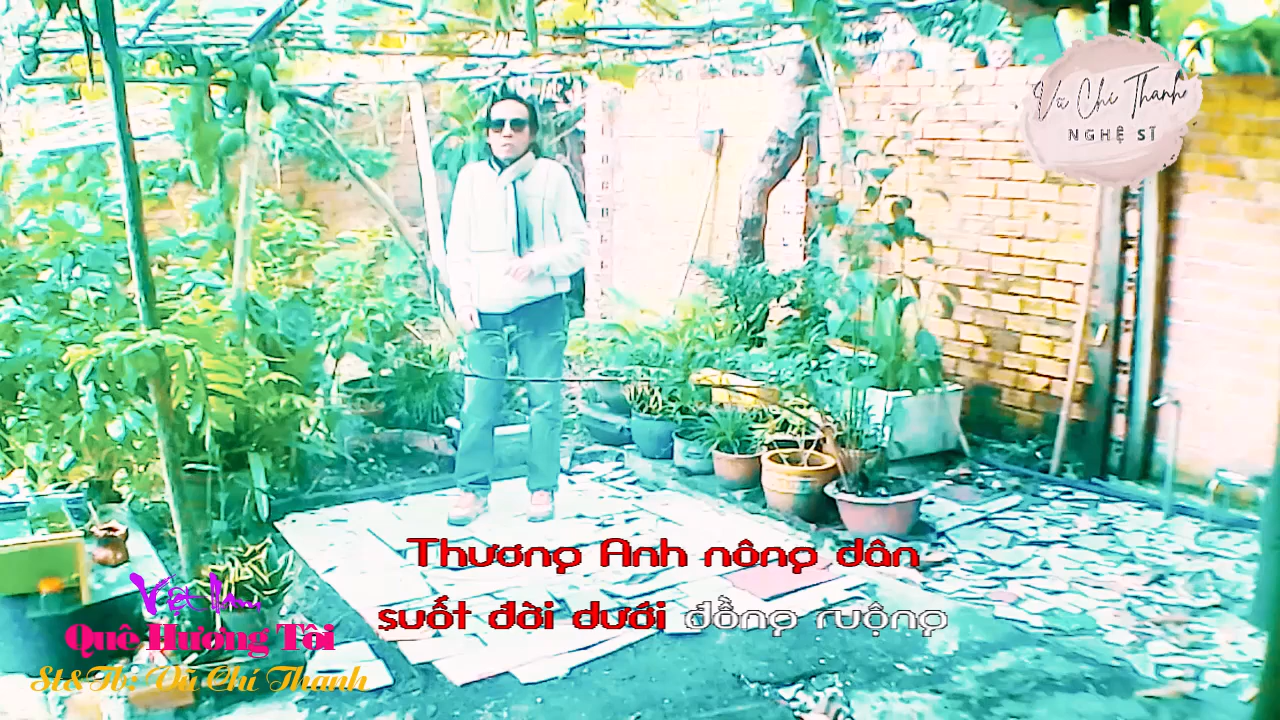 Vũ Chí Thanh
NGHỆ SĨ
Thương Anh nông dân
suốt đời dưới đồng ruộng
Việt Nam
Quê Hương Tôi
St&Tb: Vũ Chí Thanh